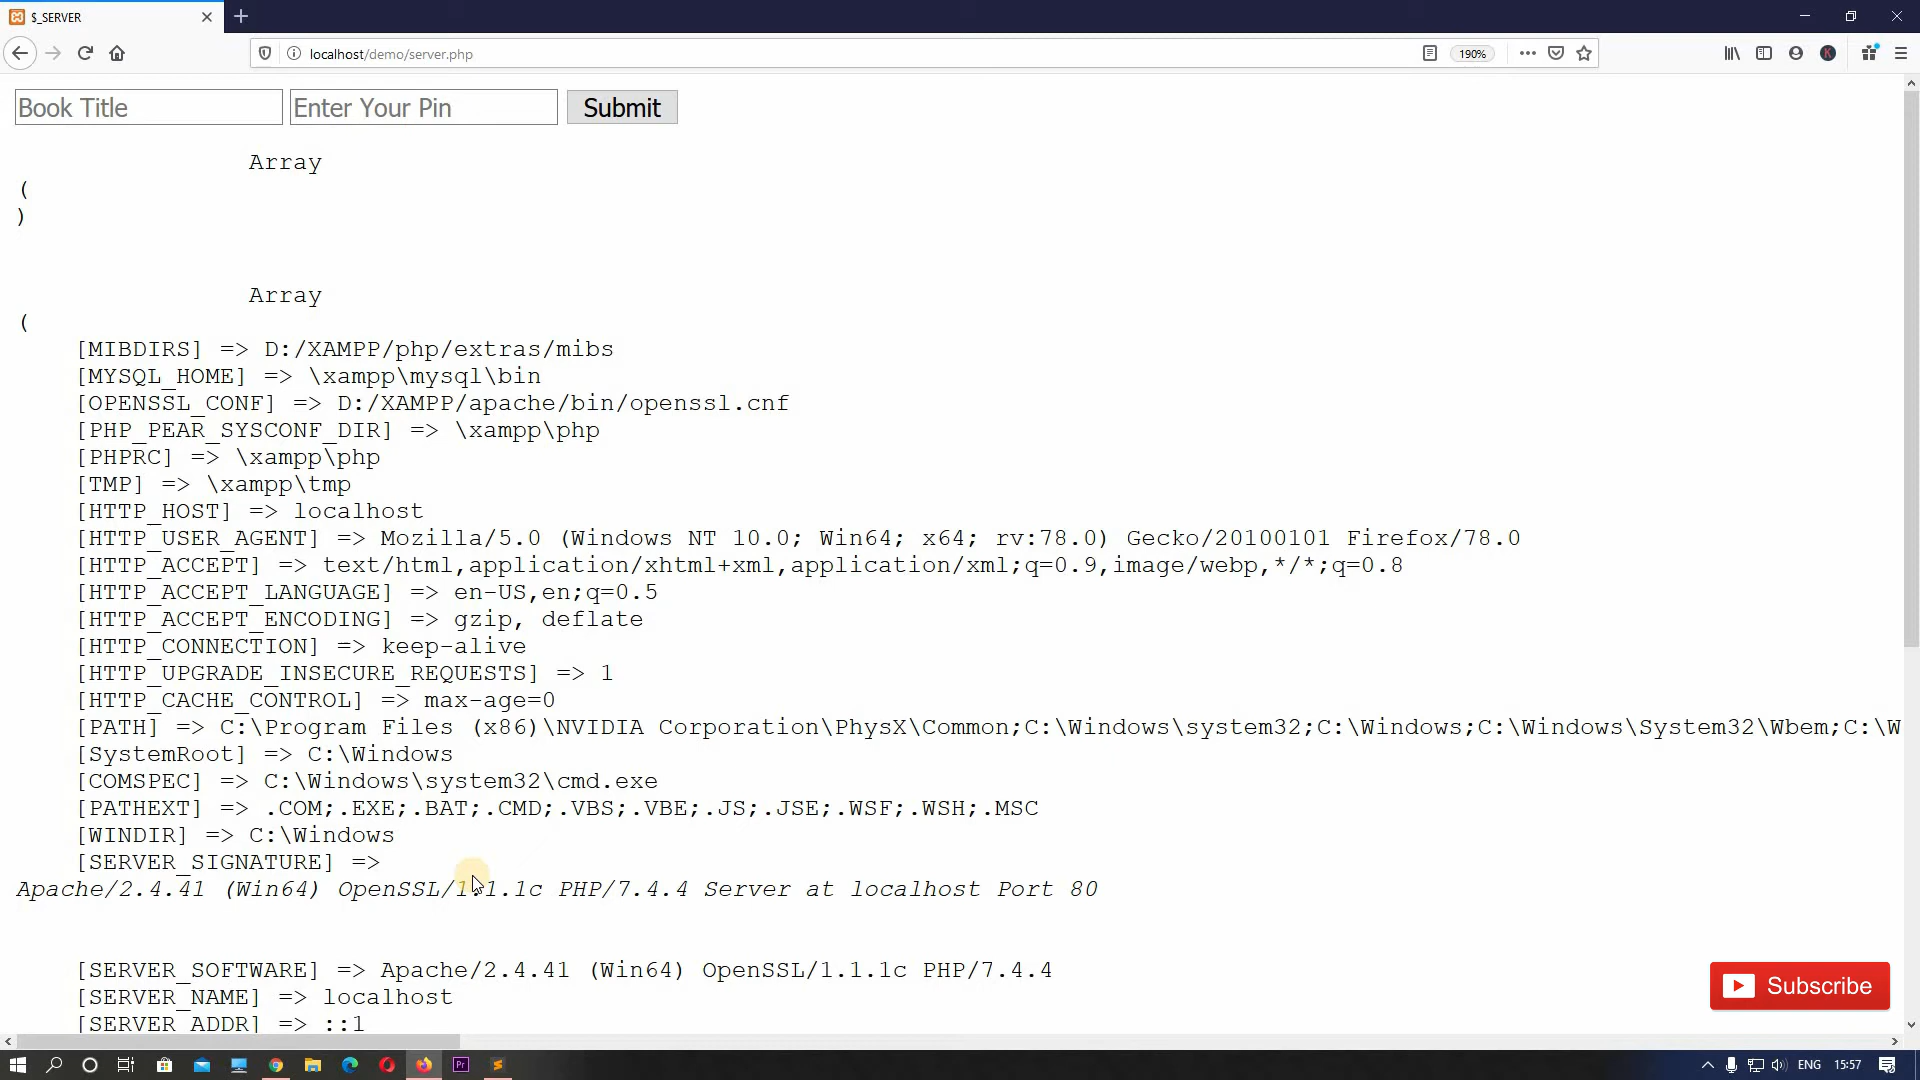 $_SERVER
localhost/demo/server.php
190%
K
Book Title Enter Your Pin Submit
Array
(
)
Array
(
[MIBDIRS] => D:/XAMPP/php/extras/mibs
[MYSQL_HOME] => \xampp\mysql\bin
[OPENSSL_CONF] => D:/XAMPP/apache/bin/openssl.cnf
[PHP_PEAR_SYSCONF_DIR] => \xampp\php
[PHPRC] => \xampp\php
[TMP] => \xampp\tmp
[HTTP_HOST] => localhost
[HTTP_USER_AGENT] => Mozilla/5.0 (Windows NT 10.0; Win64; x64; rv:78.0) Gecko/20100101 Firefox/78.0
[HTTP_ACCEPT] => text/html,application/xhtml+xml,application/xml;q=0.9,image/webp,*/*;q=0.8
[HTTP_ACCEPT_LANGUAGE] => en-US,en;q=0.5
[HTTP_ACCEPT_ENCODING] => gzip, deflate
[HTTP_CONNECTION] => keep-alive
[HTTP_UPGRADE_INSECURE_REQUESTS] => 1
[HTTP_CACHE_CONTROL] => max-age=0
[PATH] => C:\Program Files (x86)\NVIDIA Corporation\PhysX\Common;C:\Windows\system32;C:\Windows;C:\Windows\System32\Wbem;C:\W
[SystemRoot] => C:\Windows
[COMSPEC] => C:\Windows\system32\cmd.exe
[PATHEXT] => .COM;.EXE;.BAT;.CMD;.VBS;.VBE;.JS;.JSE;.WSF;.WSH;.MSC
[WINDIR] => C:\Windows
[SERVER_SIGNATURE] =>
Apache/2.4.41 (Win64) OpenSSL/1.1.1c PHP/7.4.4 Server at localhost Port 80
[SERVER_SOFTWARE] => Apache/2.4.41 (Win64) OpenSSL/1.1.1c PHP/7.4.4
[SERVER_NAME] => localhost
[SERVER_ADDR] => ::1
Subscribe
Pr
ENG 15:57